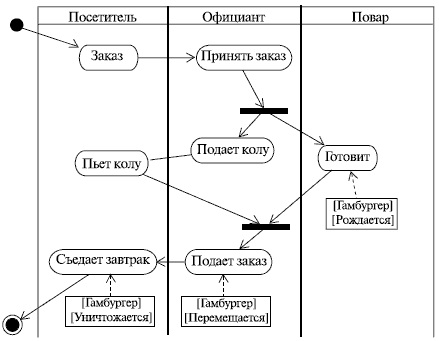 Посетитель
Официант
Повар
Заказ
Принять заказ
Подает колу
Пьет колу
Готовит
[Гамбургер]
[Рождается]
Съедает завтрак
Подает заказ
[Гамбургер]
[Уничтожается]
[Гамбургер]
[Перемещается]